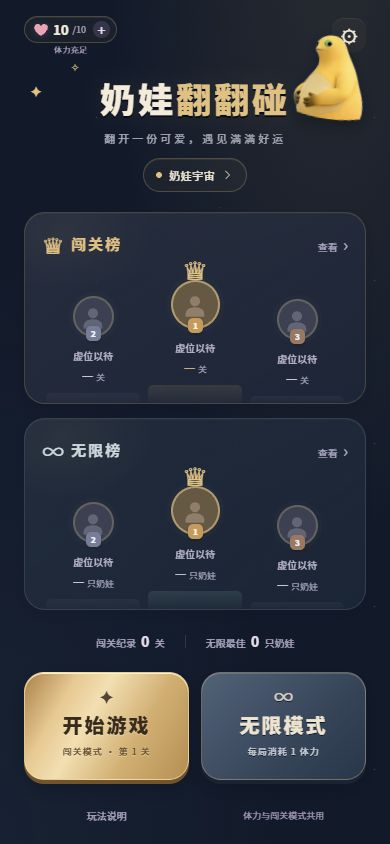 10 /10 +
体力充足
奶娃翻翻碰
翻开一份可爱，遇见满满好运
奶娃宇宙 >
闯关榜
查看 >
2
1
3
虚位以待
虚位以待
虚位以待
— 关
— 关
— 关
∞ 无限榜
查看 >
2
1
3
虚位以待
虚位以待
虚位以待
— 只奶娃
— 只奶娃
— 只奶娃
闯关纪录 0 关
无限最佳 0 只奶娃
开始游戏
闯关模式 · 第 1 关
∞
无限模式
每局消耗 1 体力
玩法说明
体力与闯关模式共用